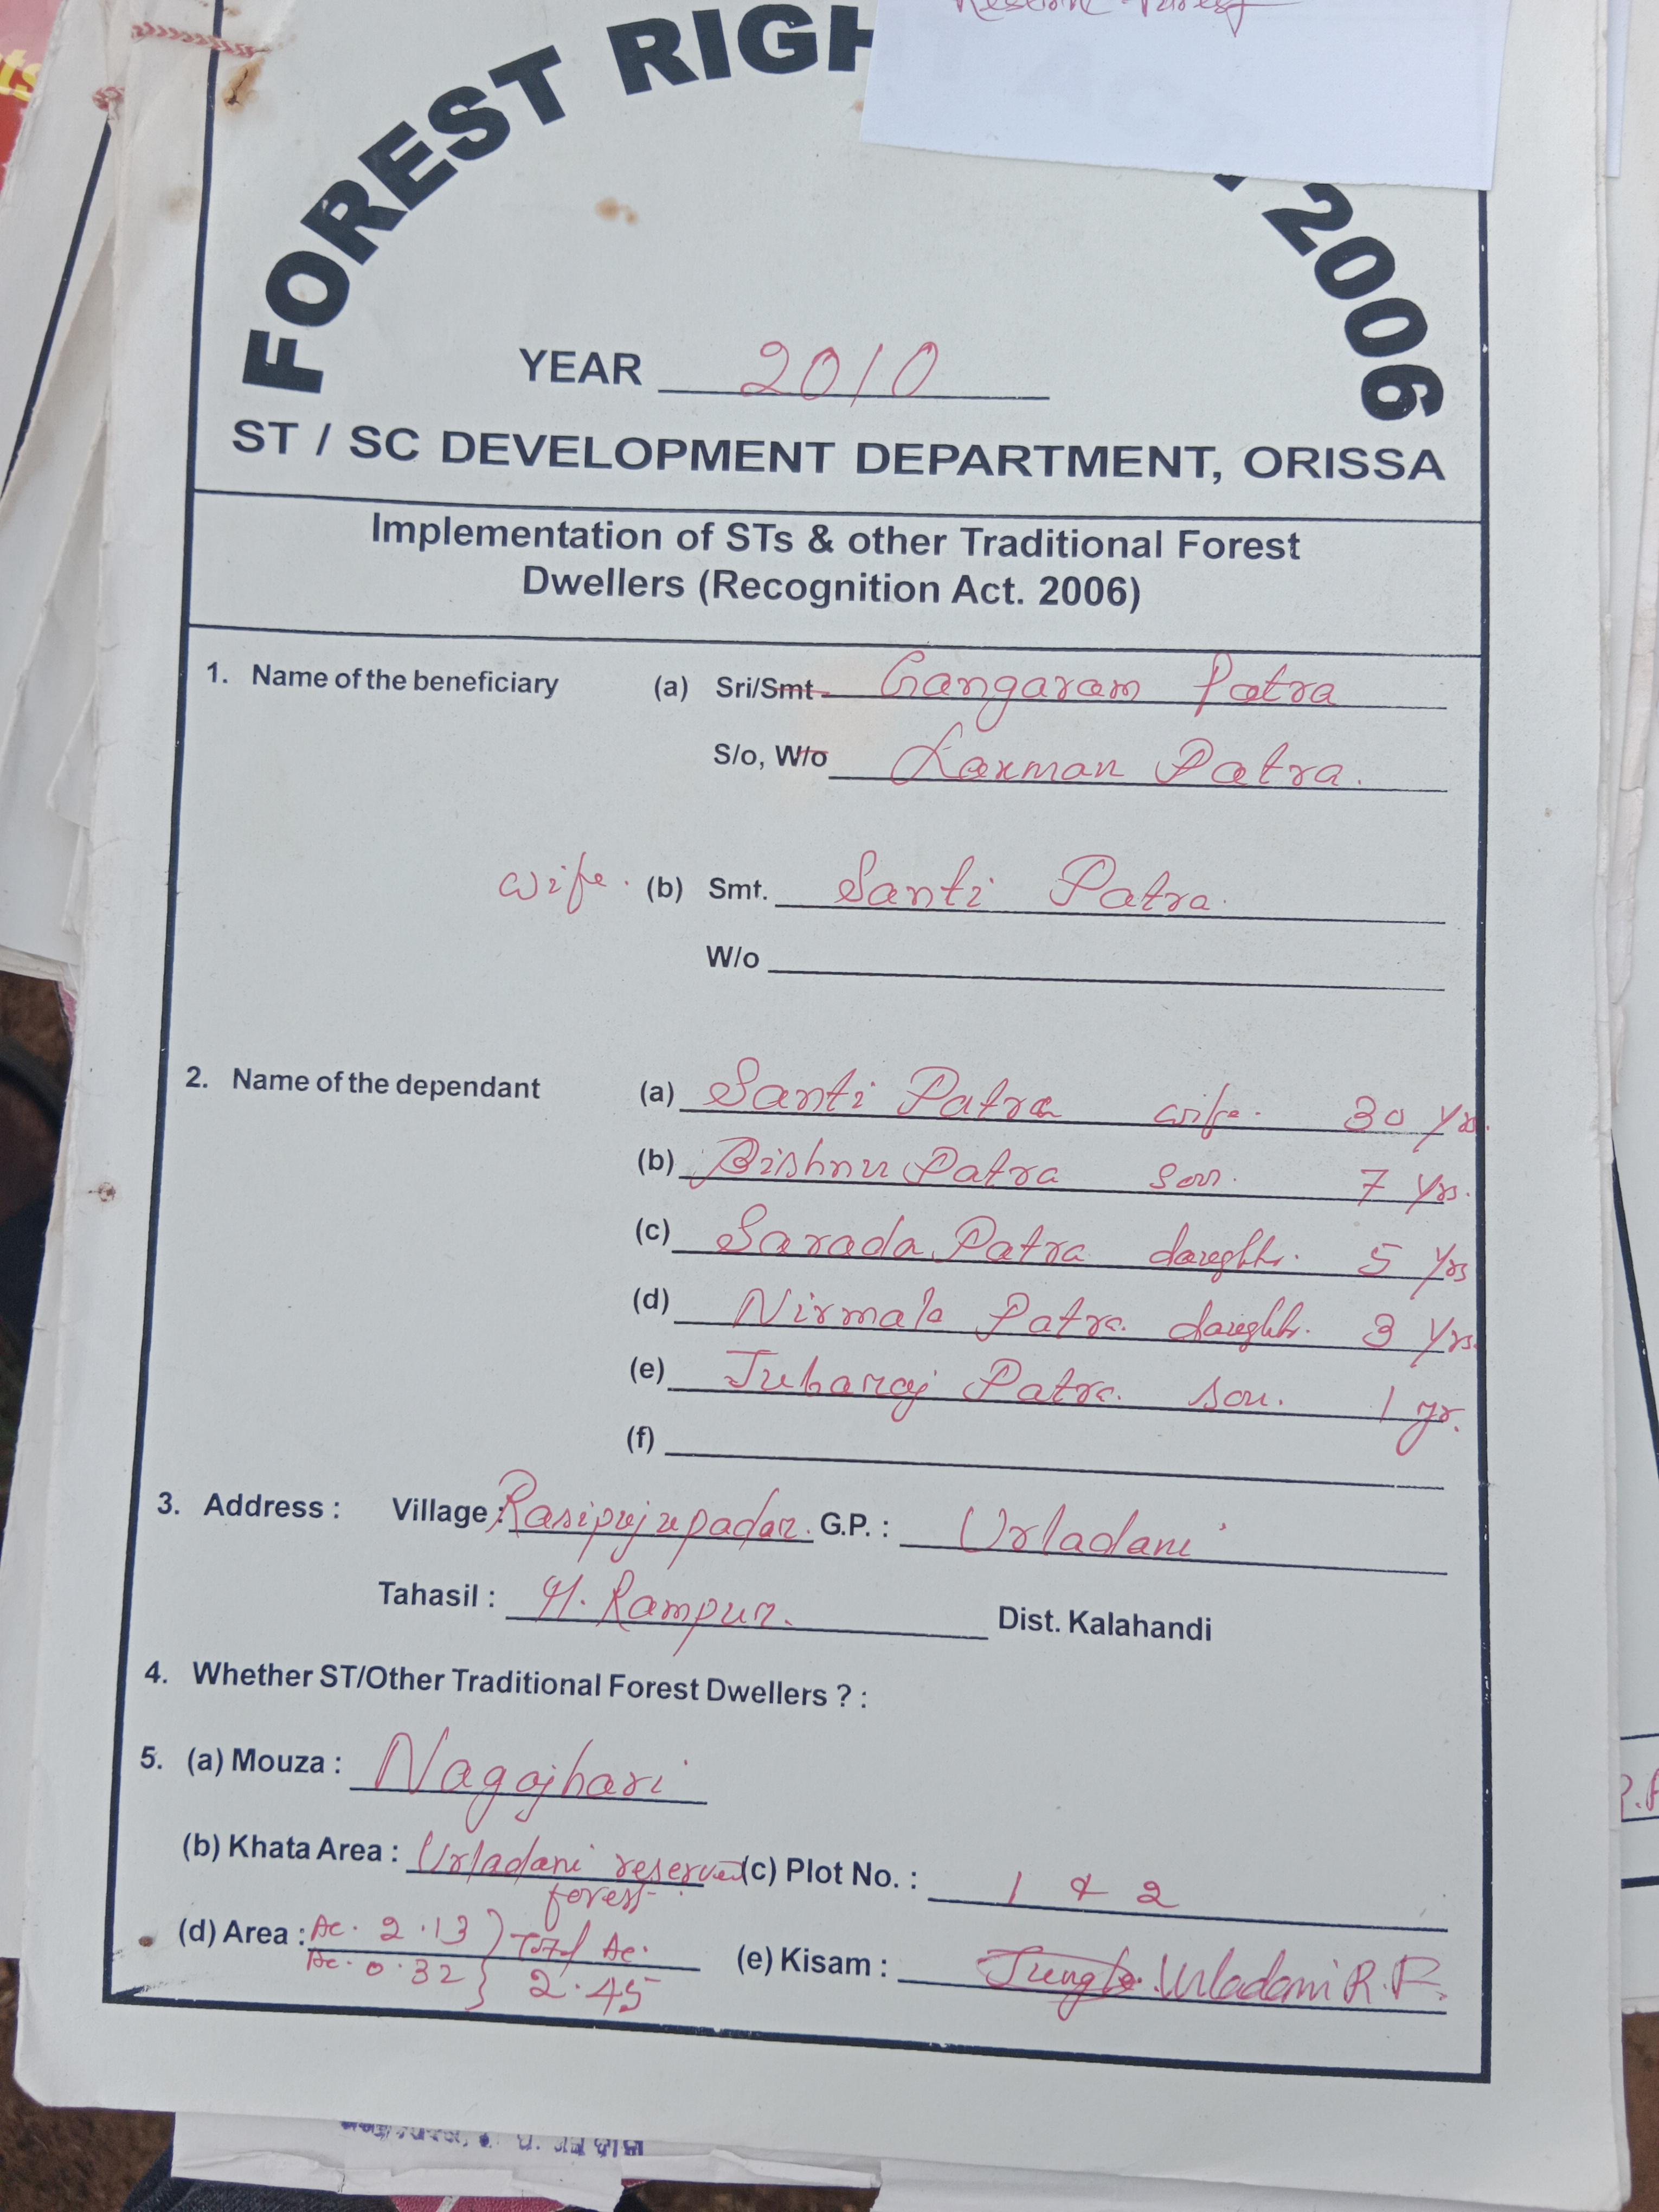 FOREST RIGH 2006
YEAR 2010
ST / SC DEVELOPMENT DEPARTMENT, ORISSA
Implementation of STs & other Traditional Forest
Dwellers (Recognition Act. 2006)
1. Name of the beneficiary (a) Sri/Smt Gangaram Patra
S/o, W/o Laxman Patra.
wife. (b) Smt. Santi Patra.
W/o
2. Name of the dependant (a) Santi Patra wife. 30 Yrs.
(b) Bishnu Patra son. 7 Yrs.
(c) Sarada Patra daughtr. 5 Yrs
(d) Nirmala Patra. daughtr. 3 Yrs.
(e) Jubaraj Patra. son. 1 yr.
(f)
3. Address : Village : Rasipujupadar. G.P. : Urladani
Tahasil : Rampur. Dist. Kalahandi
4. Whether ST/Other Traditional Forest Dwellers ? :
5. (a) Mouza : Nagajhari
(b) Khata Area : Urladani reserved (c) Plot No. : 1 & 2
forest
(d) Area : Ac. 2.13 } Total Ac. (e) Kisam : Jungle. Urladani R.F.
Ac. 0.32 } 2.45